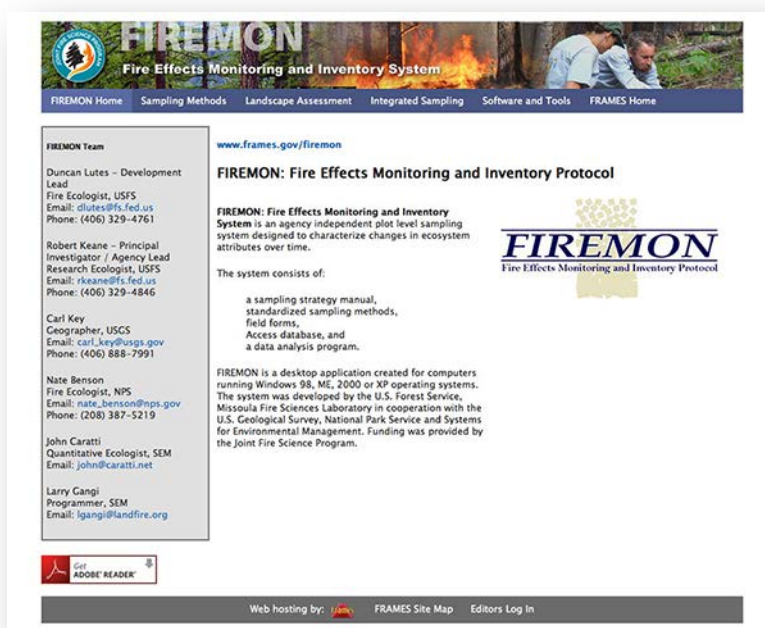 JOINT FIRE SCIENCE PROGRAM
FIREMON
Fire Effects Monitoring and Inventory System
FIREMON Home Sampling Methods Landscape Assessment Integrated Sampling Software and Tools FRAMES Home
FIREMON Team
Duncan Lutes – Development
Lead
Fire Ecologist, USFS
Email: dlutes@fs.fed.us
Phone: (406) 329-4761
Robert Keane – Principal
Investigator / Agency Lead
Research Ecologist, USFS
Email: rkeane@fs.fed.us
Phone: (406) 329-4846
Carl Key
Geographer, USGS
Email: carl_key@usgs.gov
Phone: (406) 888-7991
Nate Benson
Fire Ecologist, NPS
Email: nate_benson@nps.gov
Phone: (208) 387-5219
John Caratti
Quantitative Ecologist, SEM
Email: john@caratti.net
Larry Gangi
Programmer, SEM
Email: lgangi@landfire.org
www.frames.gov/firemon
FIREMON: Fire Effects Monitoring and Inventory Protocol
FIREMON: Fire Effects Monitoring and Inventory
System is an agency independent plot level sampling
system designed to characterize changes in ecosystem
attributes over time.
The system consists of:
a sampling strategy manual,
standardized sampling methods,
field forms,
Access database, and
a data analysis program.
FIREMON is a desktop application created for computers
running Windows 98, ME, 2000 or XP operating systems.
The system was developed by the U.S. Forest Service,
Missoula Fire Sciences Laboratory in cooperation with the
U.S. Geological Survey, National Park Service and Systems
for Environmental Management. Funding was provided by
the Joint Fire Science Program.
FIREMON
Fire Effects Monitoring and Inventory Protocol
Get
ADOBE® READER®
Web hosting by: frames FRAMES Site Map Editors Log In